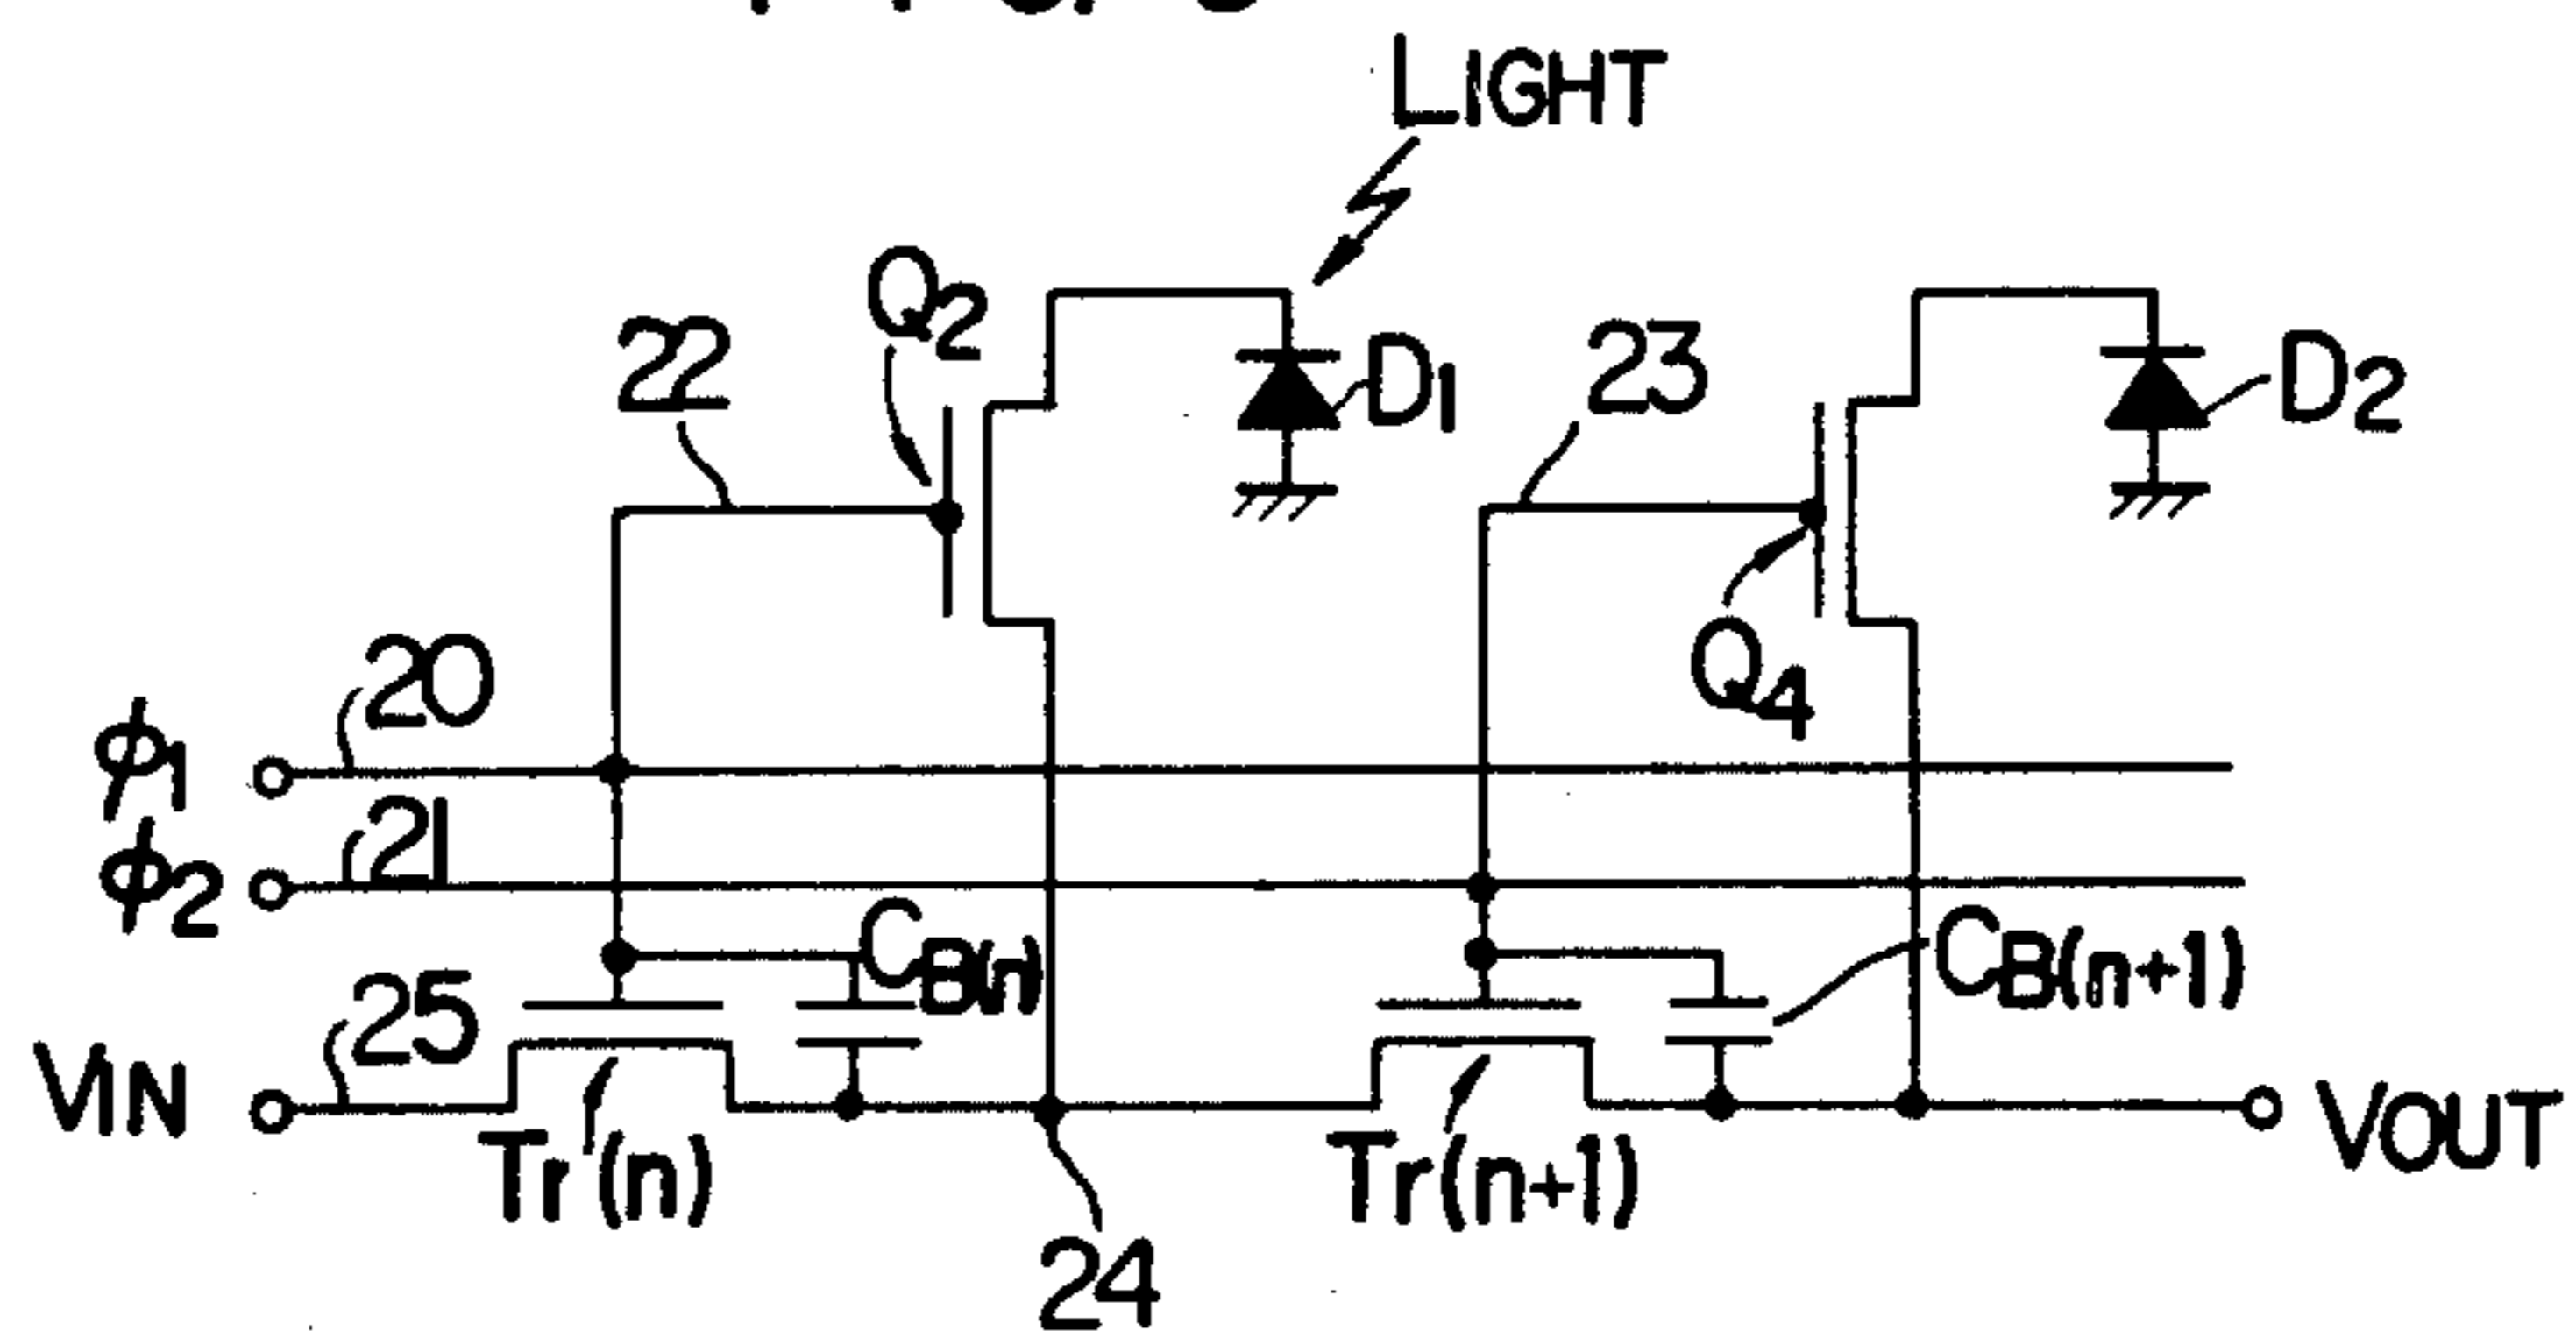 LIGHT
Q2
22
D1
23
D2
Q4
20
φ1
21
φ2
CB(n)
CB(n+1)
25
VIN
Tr(n)
Tr(n+1)
VOUT
24